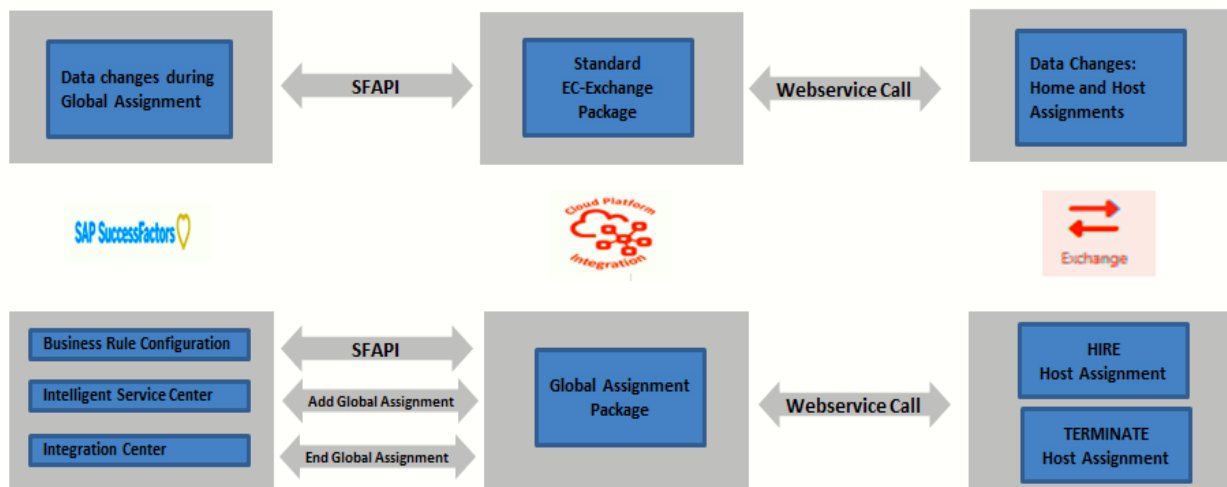 Data changes during
Global Assignment
SFAPI
Standard
EC-Exchange
Package
Webservice Call
Data Changes:
Home and Host
Assignments
SAP SuccessFactors
Cloud Platform
Integration
Exchange
Business Rule Configuration
Intelligent Service Center
Integration Center
SFAPI
Add Global Assignment
End Global Assignment
Global Assignment
Package
Webservice Call
HIRE
Host Assignment
TERMINATE
Host Assignment